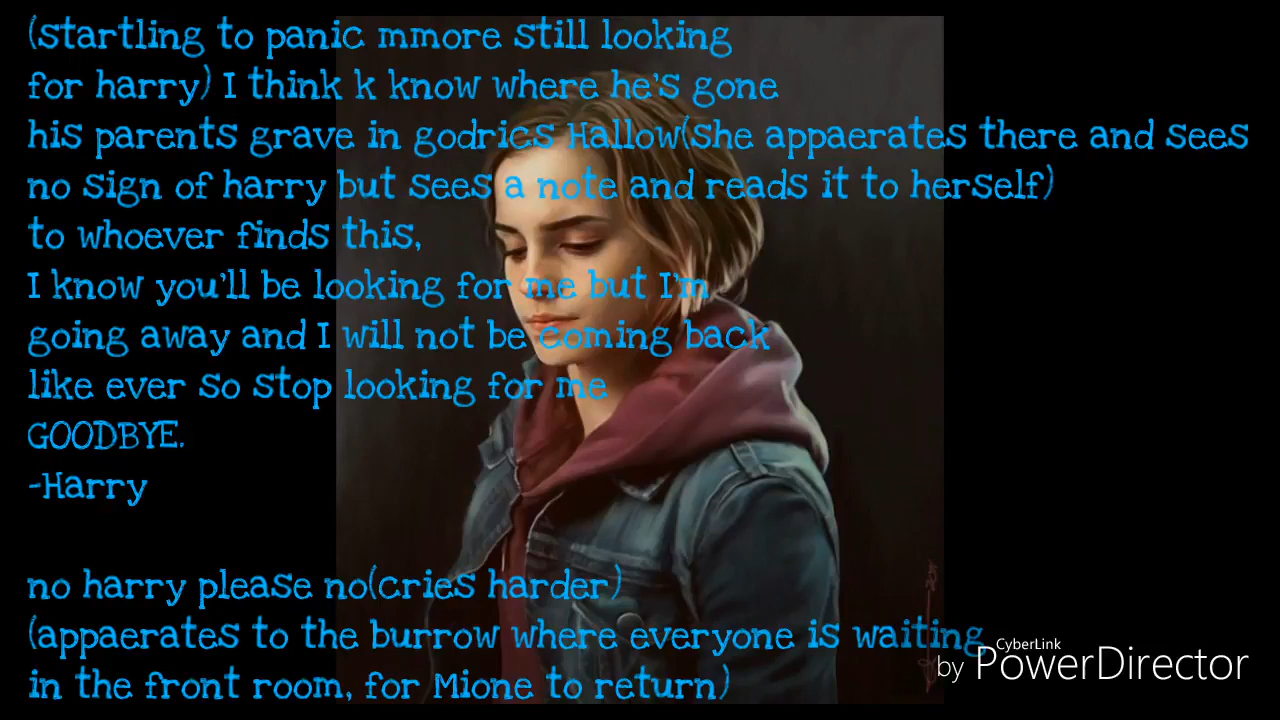 (startling to panic mmore still looking
for harry) I think k know where he's gone
his parents grave in godrics Hallow(she appaerates there and sees
no sign of harry but sees a note and reads it to herself)
to whoever finds this,
I know you'll be looking for me but I'm
going away and I will not be coming back
like ever so stop looking for me
GOODBYE.
-Harry
no harry please no(cries harder)
(appaerates to the burrow where everyone is waiting
in the front room, for Mione to return)
CyberLink
by PowerDirector